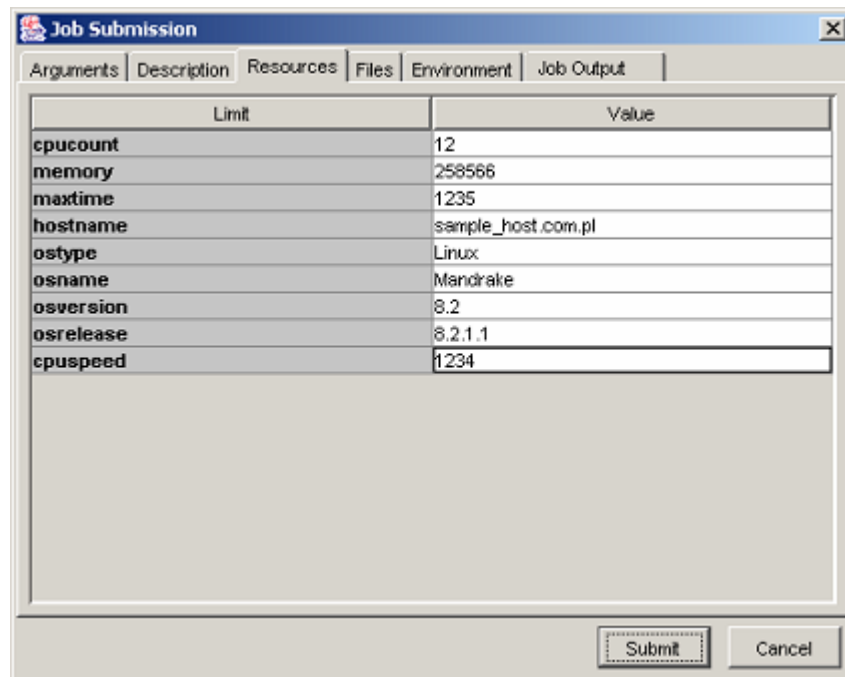 Job Submission
Arguments Description Resources Files Environment Job Output
Limit Value
cpucount 12
memory 258566
maxtime 1235
hostname sample_host.com.pl
ostype Linux
osname Mandrake
osversion 8.2
osrelease 8.2.1.1
cpuspeed 1234
Submit Cancel